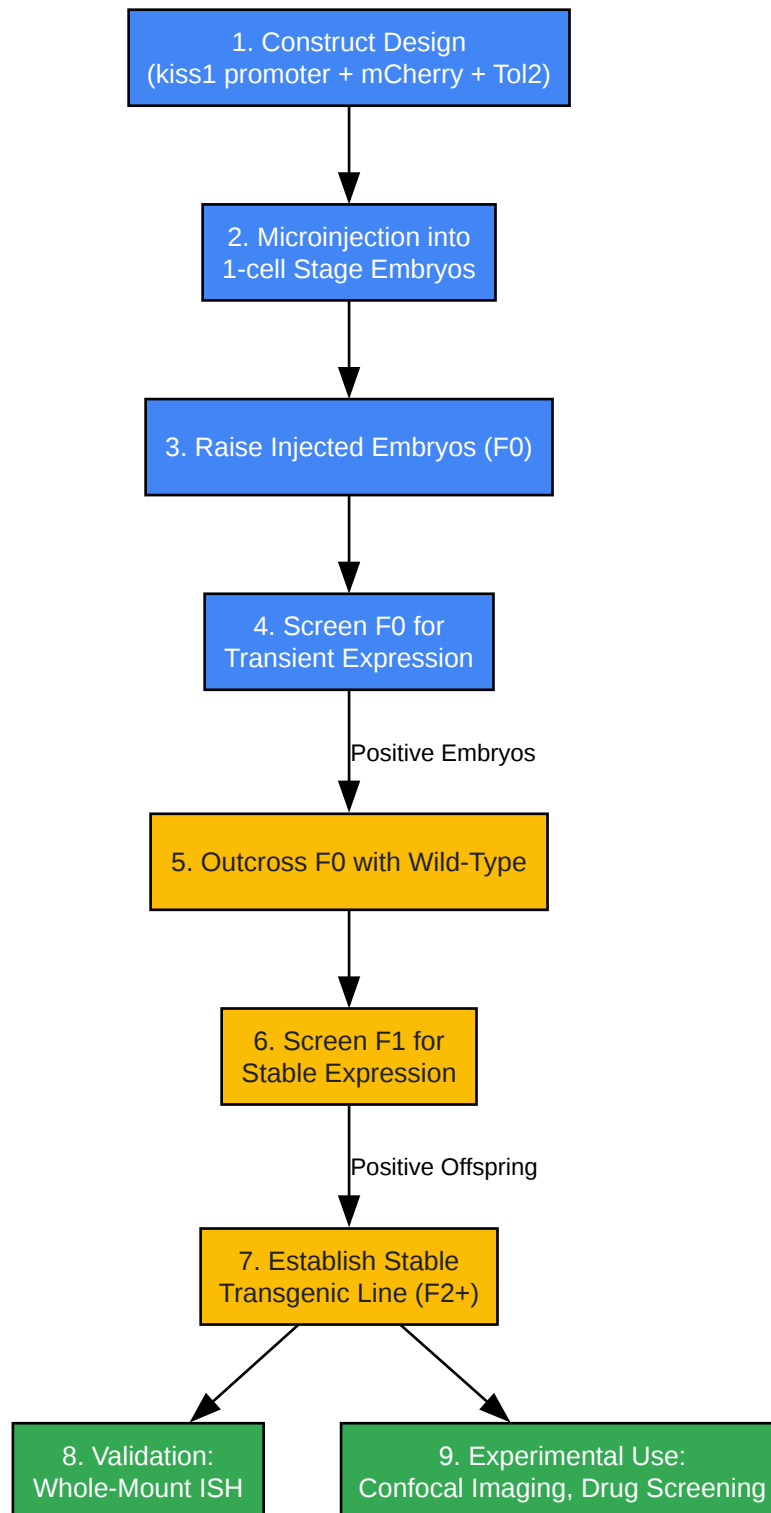 1. Construct Design
(kiss1 promoter + mCherry + Tol2)
2. Microinjection into
1-cell Stage Embryos
3. Raise Injected Embryos (F0)
4. Screen F0 for
Transient Expression
Positive Embryos
5. Outcross F0 with Wild-Type
6. Screen F1 for
Stable Expression
Positive Offspring
7. Establish Stable
Transgenic Line (F2+)
8. Validation:
Whole-Mount ISH
9. Experimental Use:
Confocal Imaging, Drug Screening